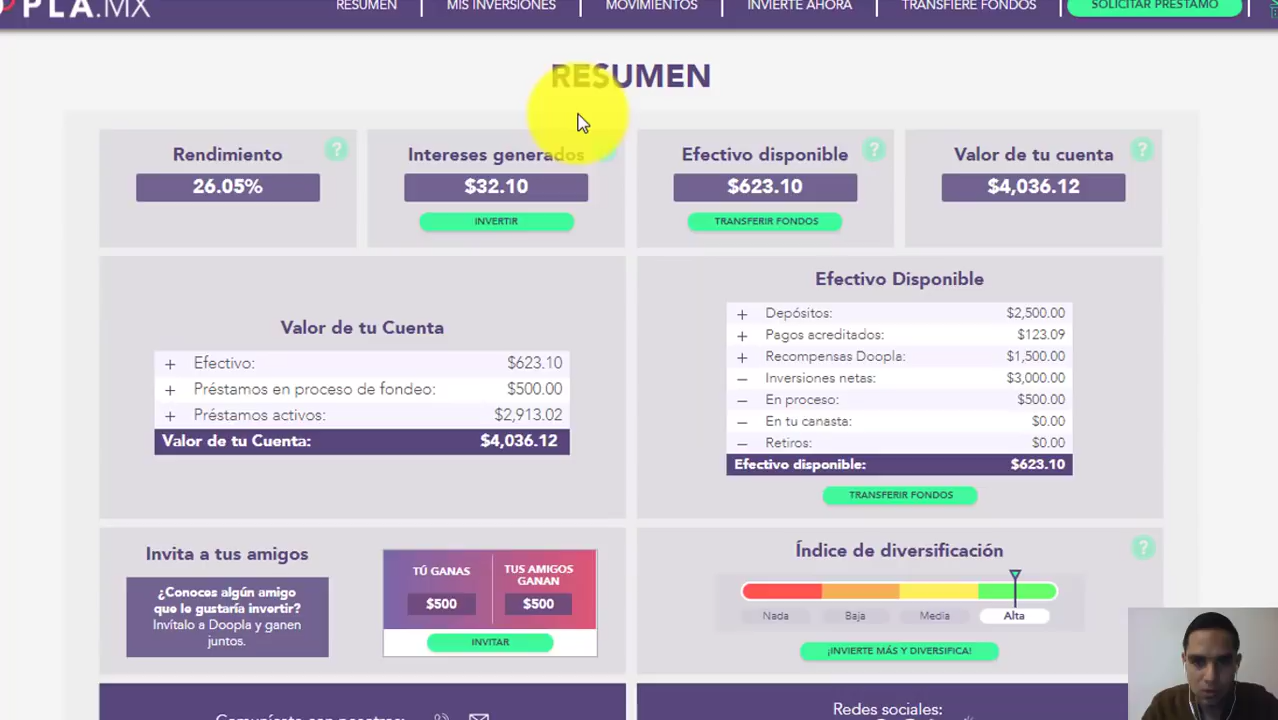 PLA.MX
RESUMEN
MIS INVERSIONES
MOVIMIENTOS
INVIERTE AHORA
TRANSFIERE FONDOS
SOLICITAR PRÉSTAMO
RESUMEN
Rendimiento
?
26.05%
Intereses generados
$32.10
INVERTIR
Efectivo disponible
?
$623.10
TRANSFERIR FONDOS
Valor de tu cuenta
?
$4,036.12
Valor de tu Cuenta
+ Efectivo: $623.10
+ Préstamos en proceso de fondeo: $500.00
+ Préstamos activos: $2,913.02
Valor de tu Cuenta: $4,036.12
Efectivo Disponible
+ Depósitos: $2,500.00
+ Pagos acreditados: $123.09
+ Recompensas Doopla: $1,500.00
− Inversiones netas: $3,000.00
− En proceso: $500.00
− En tu canasta: $0.00
− Retiros: $0.00
Efectivo disponible: $623.10
TRANSFERIR FONDOS
Invita a tus amigos
¿Conoces algún amigo
que le gustaría invertir?
Invítalo a Doopla y ganen
juntos.
TÚ GANAS
$500
TUS AMIGOS
GANAN
$500
INVITAR
Índice de diversificación
?
Nada
Baja
Media
Alta
¡INVIERTE MÁS Y DIVERSIFICA!
Comunícate con nosotros:
Redes sociales: